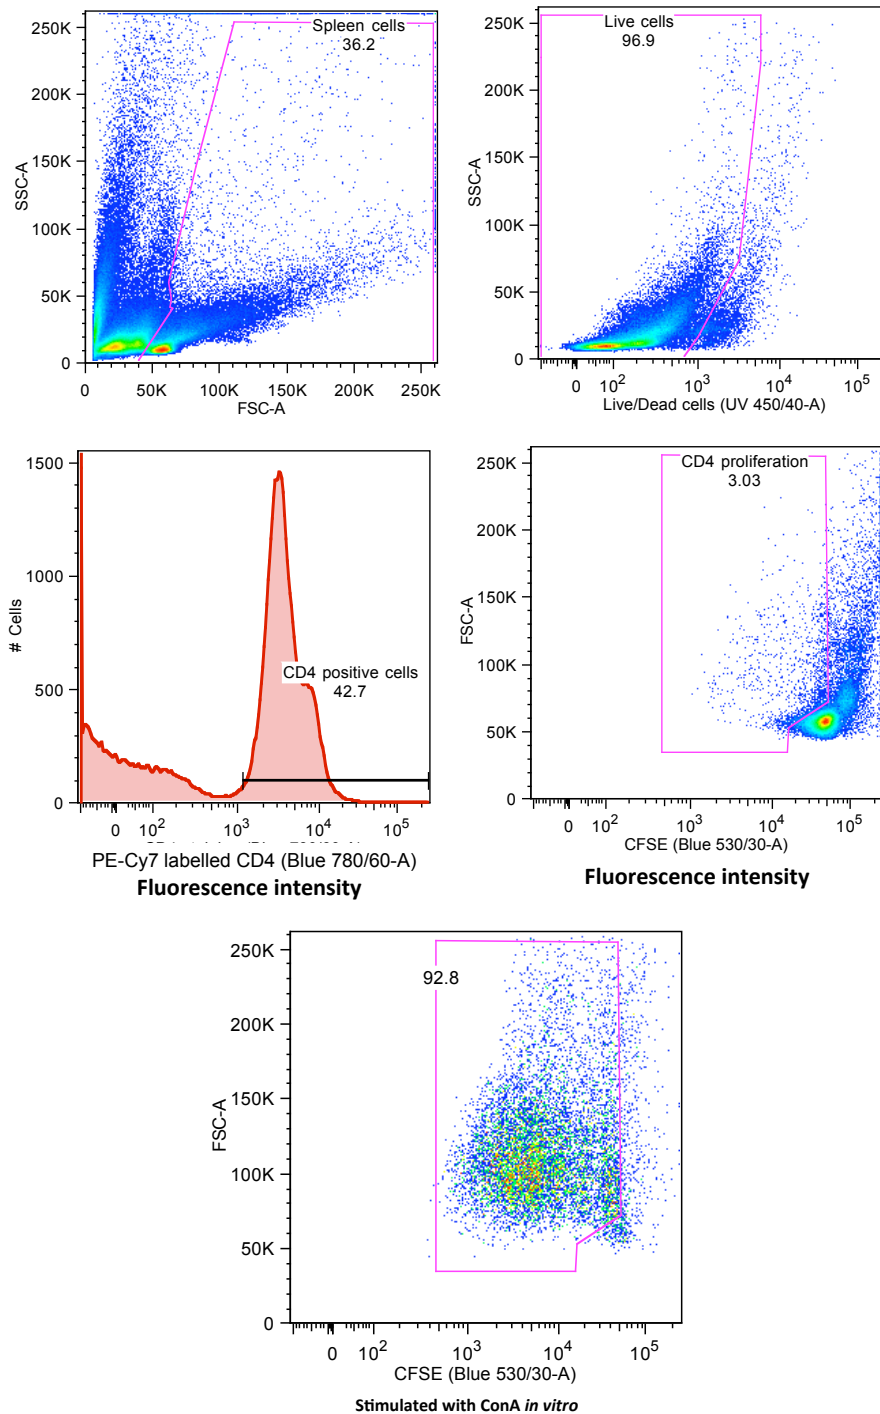 Spleen cells
36.2
250K
200K
150K
100K
50K
0
SSC-A
0 50K 100K 150K 200K 250K
FSC-A
Live cells
96.9
250K
200K
150K
100K
50K
0
SSC-A
0 10² 10³ 10⁴ 10⁵
Live/Dead cells (UV 450/40-A)
1500
1000
500
0
# Cells
CD4 positive cells
42.7
0 10² 10³ 10⁴ 10⁵
PE-Cy7 labelled CD4 (Blue 780/60-A)
Fluorescence intensity
CD4 proliferation
3.03
250K
200K
150K
100K
50K
0
FSC-A
0 10² 10³ 10⁴ 10⁵
CFSE (Blue 530/30-A)
Fluorescence intensity
92.8
250K
200K
150K
100K
50K
0
FSC-A
0 10² 10³ 10⁴ 10⁵
CFSE (Blue 530/30-A)
Stimulated with ConA in vitro